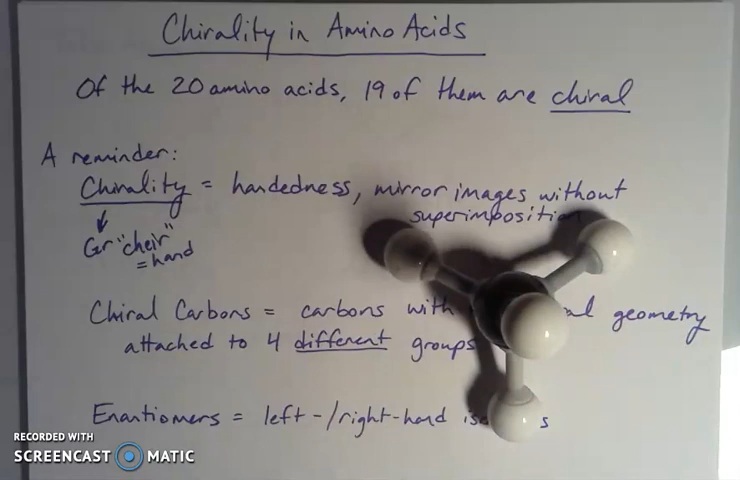 Chirality in Amino Acids
Of the 20 amino acids, 19 of them are chiral
A reminder:
Chirality = handedness, mirror images without
superimposition
Gr "cheir"
= hand
Chiral Carbons = carbons with al geometry
attached to 4 different groups
Enantiomers = left-/right-hand is s
RECORDED WITH
SCREENCAST MATIC